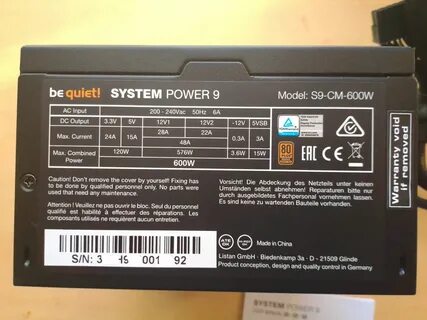 be quiet! SYSTEM POWER 9 Model: S9-CM-600W
AC Input 200 - 240Vac 50Hz 6A
DC Output 3.3V 5V 12V1 12V2 -12V 5VSB
Max. Current 24A 15A 28A 22A 0.3A 3A
48A
Max. Combined Power 120W 576W 3.6W 15W
600W
80
EAC CE
Warranty void
if removed
Caution! Don't remove the cover by yourself! Fixing has
to be done by qualified personnel only. No parts were
used that need any maintenance.
Attention ! Veuillez ne pas ouvrir le bloc. Seul du personnel
qualifié est habilité à effectuer des réparations. Les
composants utilisés ne requièrent aucun entretien.
Vorsicht! Die Abdeckung des Netzteils unter keinen
Umständen selbst abnehmen! Reparaturen bitte nur
durch ausgebildetes Fachpersonal vornehmen lassen.
Es sind keine zu wartenden Bauteile vorhanden.
S/N: 3 HS 001 92
Made in China
Listan GmbH · Biedenkamp 3a · D - 21509 Glinde
Product conception, design and quality control in Germany
SYSTEM POWER 9